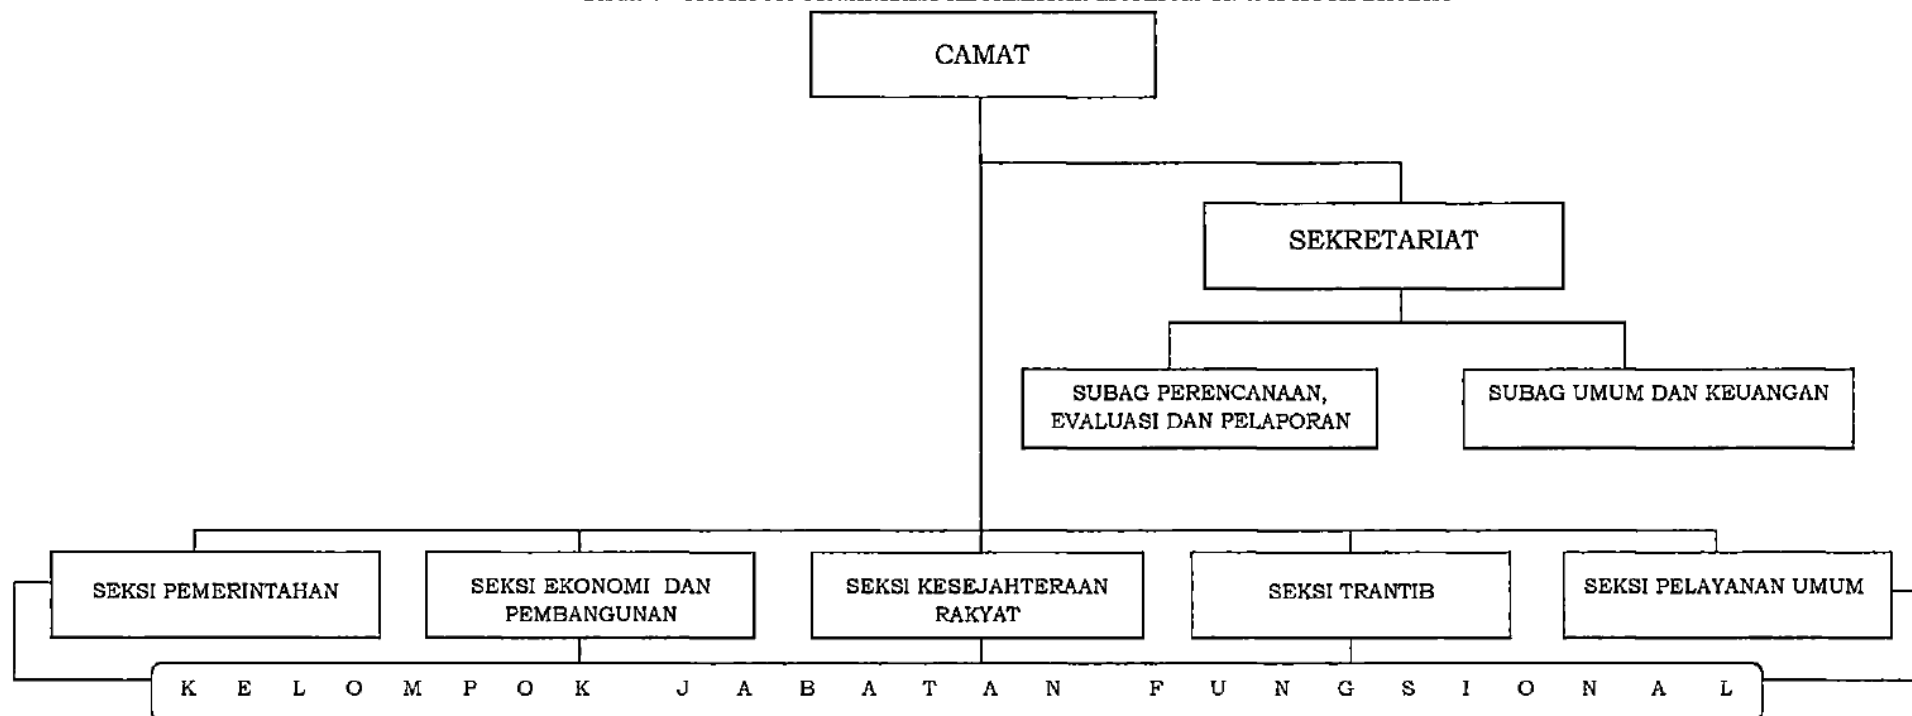 CAMAT
SEKRETARIAT
SUBAG PERENCANAAN,
EVALUASI DAN PELAPORAN
SUBAG UMUM DAN KEUANGAN
SEKSI PEMERINTAHAN
SEKSI EKONOMI DAN
PEMBANGUNAN
SEKSI KESEJAHTERAAN
RAKYAT
SEKSI TRANTIB
SEKSI PELAYANAN UMUM
K E L O M P O K J A B A T A N F U N G S I O N A L